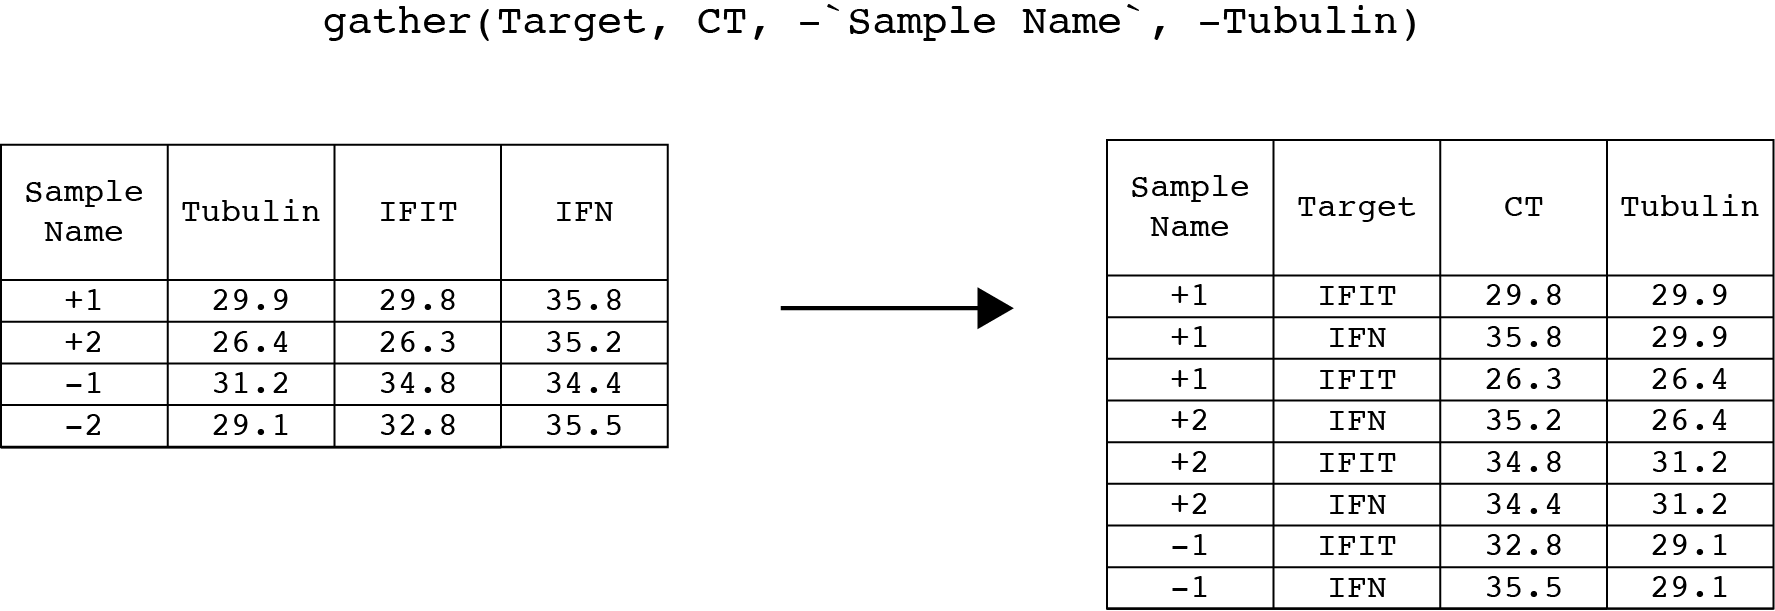 gather(Target, CT, -`Sample Name`, -Tubulin)
Sample Name Tubulin IFIT IFN
+1 29.9 29.8 35.8
+2 26.4 26.3 35.2
-1 31.2 34.8 34.4
-2 29.1 32.8 35.5
Sample Name Target CT Tubulin
+1 IFIT 29.8 29.9
+1 IFN 35.8 29.9
+1 IFIT 26.3 26.4
+2 IFN 35.2 26.4
+2 IFIT 34.8 31.2
+2 IFN 34.4 31.2
-1 IFIT 32.8 29.1
-1 IFN 35.5 29.1